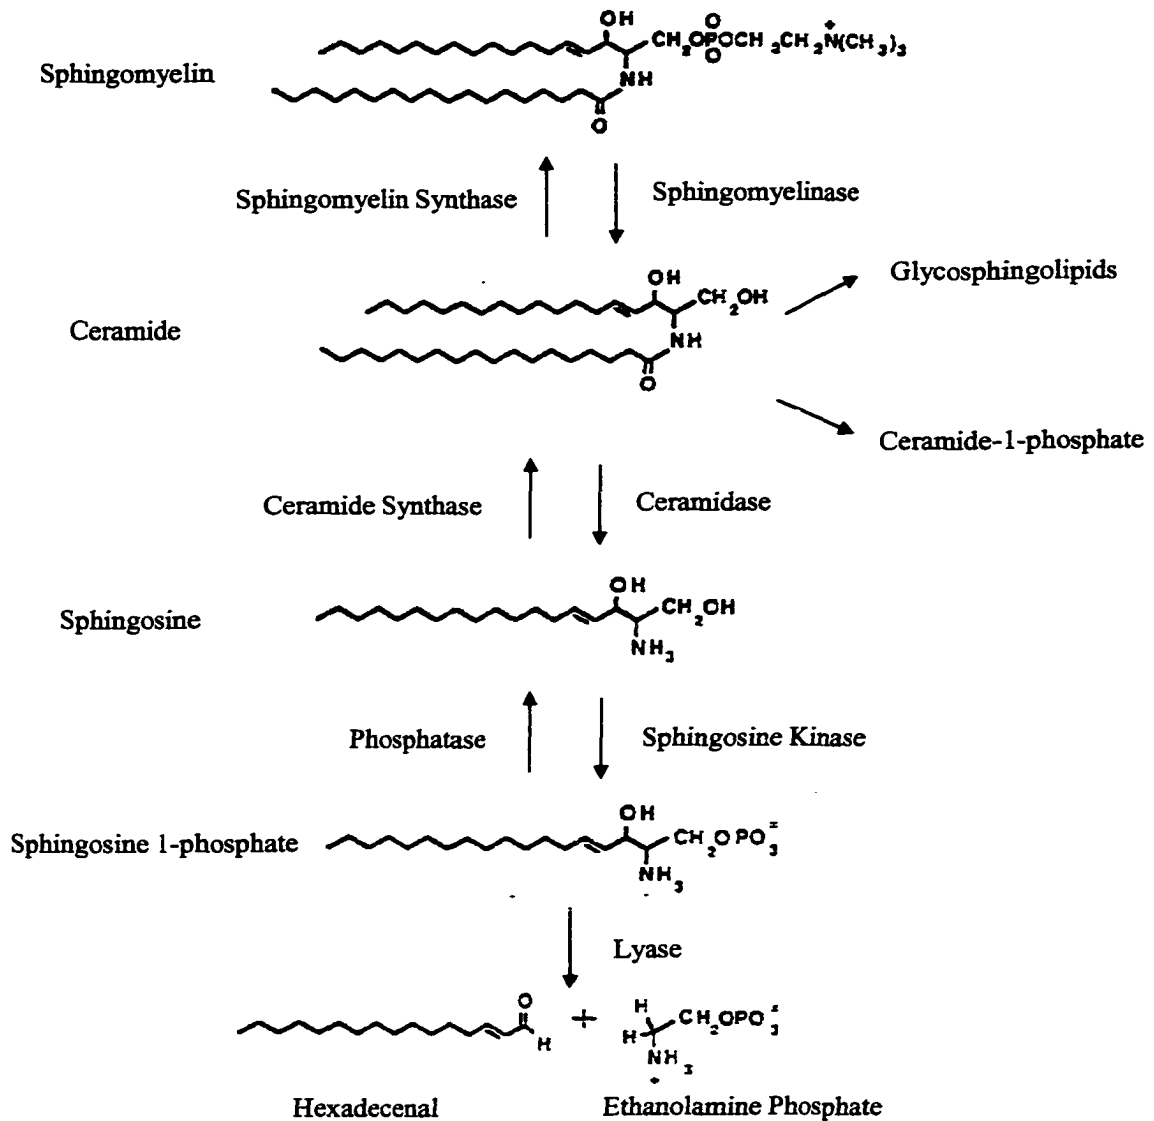 OH
O
CH2OPOCH2CH2N(CH3)3
+
O
Sphingomyelin
NH
O
Sphingomyelin Synthase
Sphingomyelinase
Glycosphingolipids
OH
CH2OH
Ceramide
NH
O
Ceramide-1-phosphate
Ceramide Synthase
Ceramidase
OH
CH2OH
Sphingosine
NH3
Phosphatase
Sphingosine Kinase
OH
Sphingosine 1-phosphate
CH2OPO3=
NH3
Lyase
O
H
+
H
H
CH2OPO3=
NH3
+
Hexadecenal
Ethanolamine Phosphate